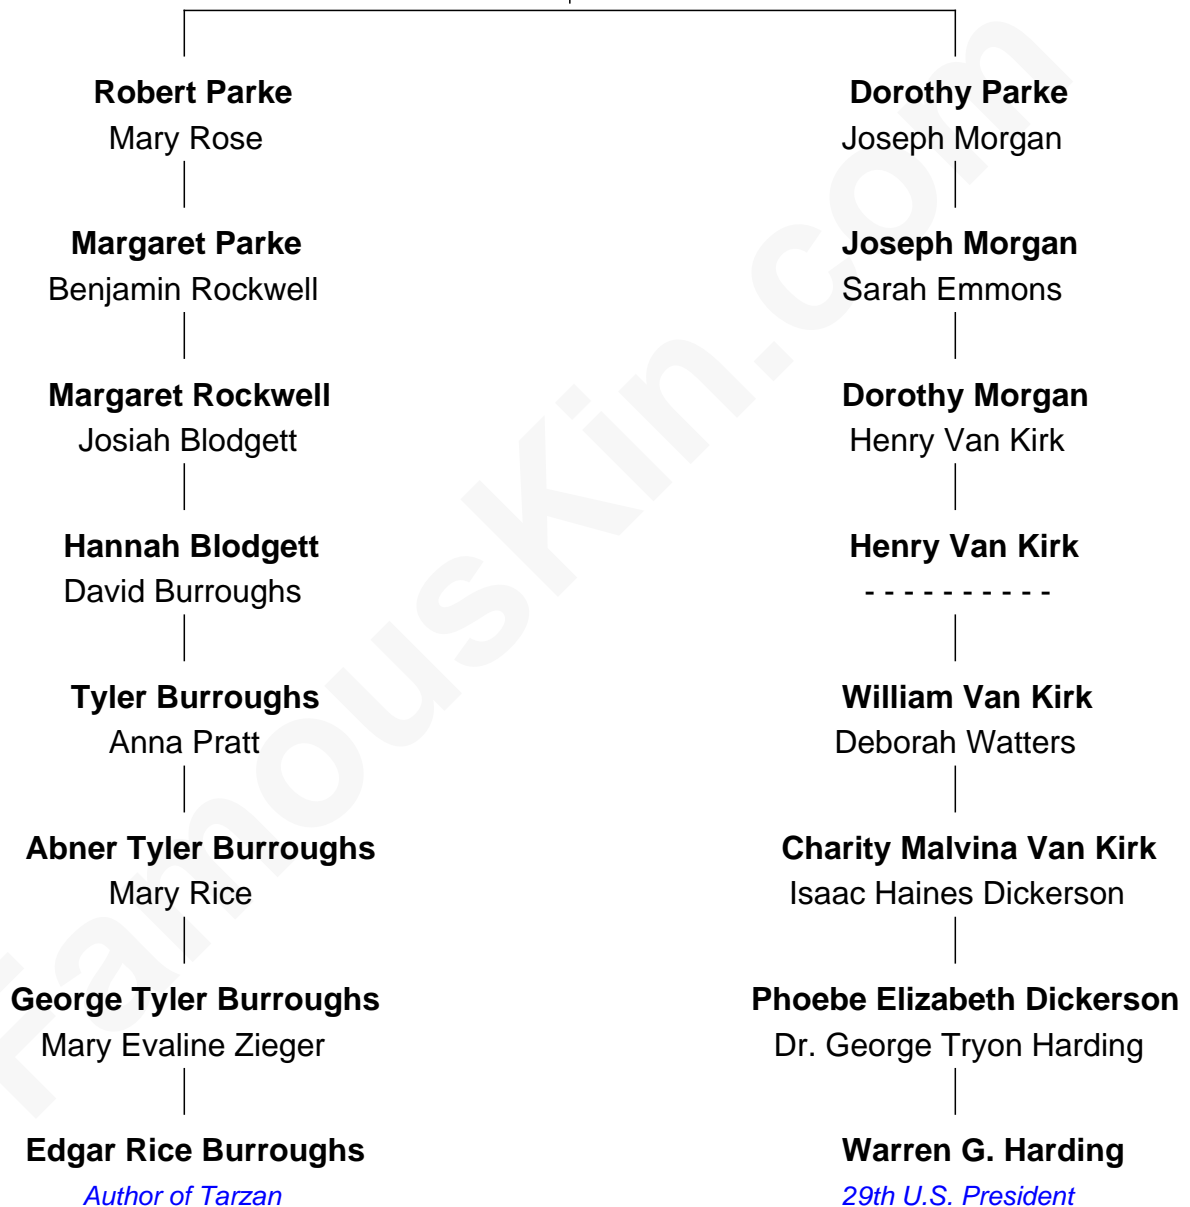 Robert Parke
Mary Rose
Margaret Parke
Benjamin Rockwell
Margaret Rockwell
Josiah Blodgett
Hannah Blodgett
David Burroughs
Tyler Burroughs
Anna Pratt
Abner Tyler Burroughs
Mary Rice
George Tyler Burroughs
Mary Evaline Zieger
Edgar Rice Burroughs
Author of Tarzan
Dorothy Parke
Joseph Morgan
Joseph Morgan
Sarah Emmons
Dorothy Morgan
Henry Van Kirk
Henry Van Kirk
- - - - - - - - - -
William Van Kirk
Deborah Watters
Charity Malvina Van Kirk
Isaac Haines Dickerson
Phoebe Elizabeth Dickerson
Dr. George Tryon Harding
Warren G. Harding
29th U.S. President
FamousKin.com